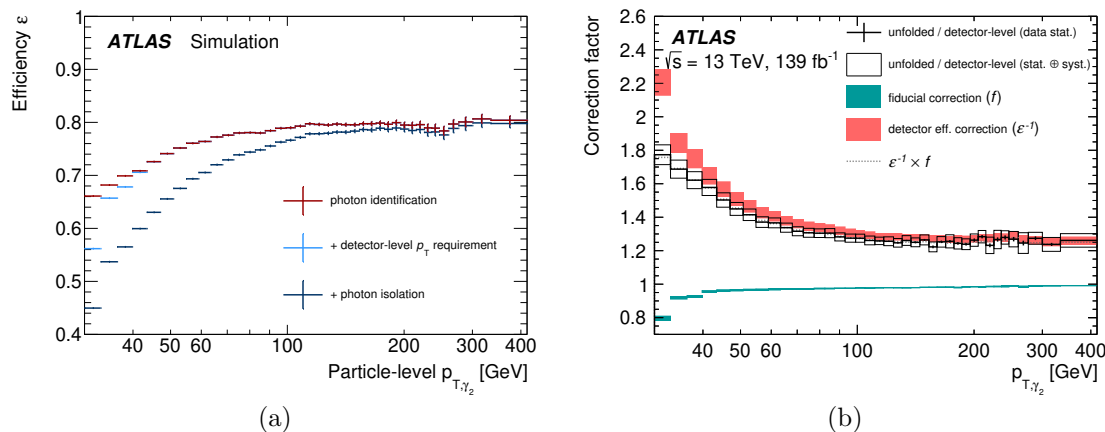 Efficiency ε
1
0.9
0.8
0.7
0.6
0.5
0.4
ATLAS Simulation
photon identification
+ detector-level p_T requirement
+ photon isolation
40 50 60 100 200 300 400
Particle-level p_T,γ₂ [GeV]
(a)
Correction factor
2.6
2.4
2.2
2
1.8
1.6
1.4
1.2
1
0.8
ATLAS
√s = 13 TeV, 139 fb⁻¹
unfolded / detector-level (data stat.)
unfolded / detector-level (stat. ⊕ syst.)
fiducial correction (f)
detector eff. correction (ε⁻¹)
ε⁻¹ × f
40 50 60 100 200 300 400
p_T,γ₂ [GeV]
(b)